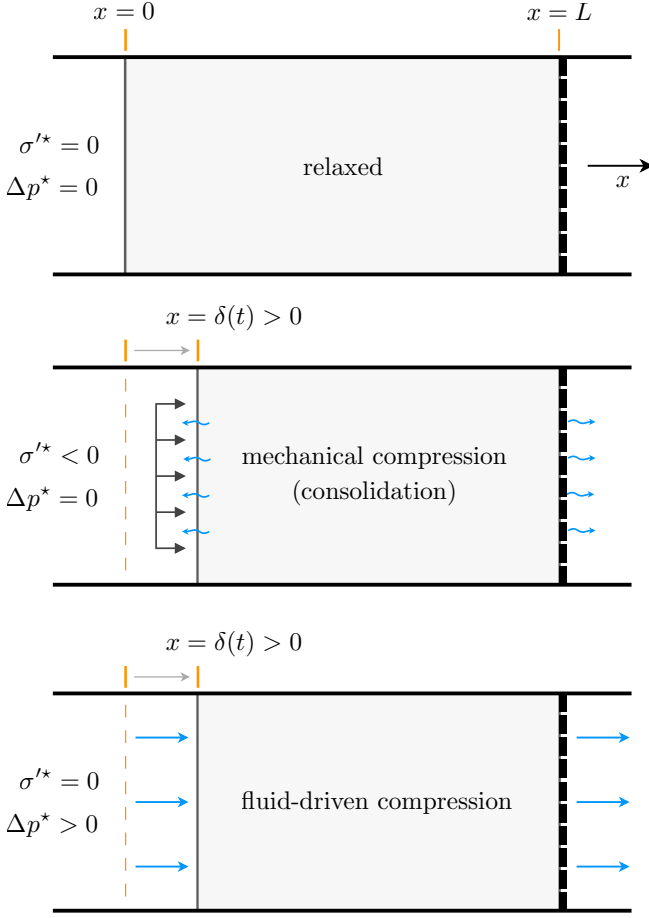 x = 0
x = L
σ′⋆ = 0
Δp⋆ = 0
relaxed
x
x = δ(t) > 0
σ′⋆ < 0
Δp⋆ = 0
mechanical compression
(consolidation)
x = δ(t) > 0
σ′⋆ = 0
Δp⋆ > 0
fluid-driven compression